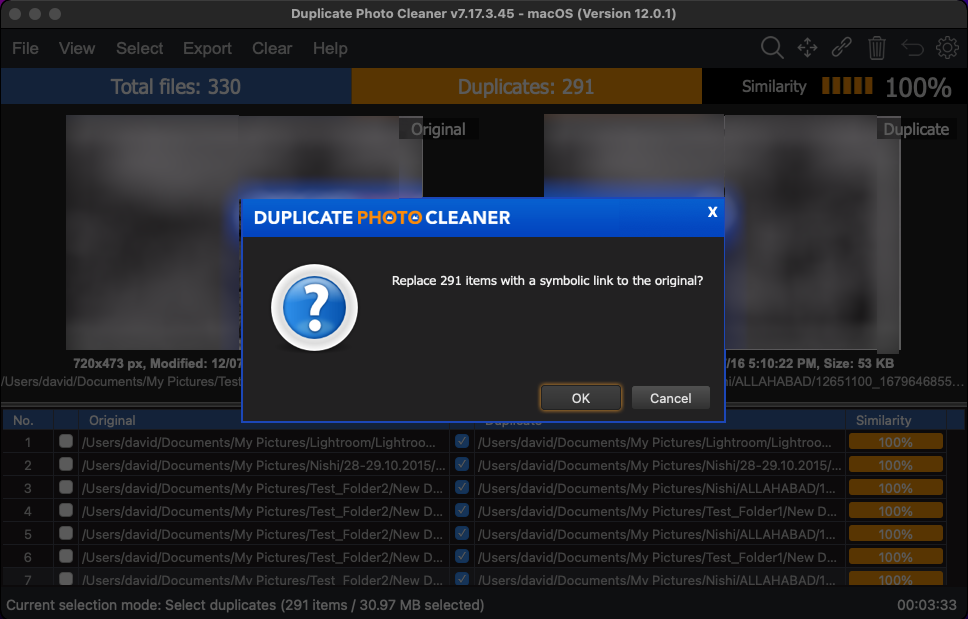 Duplicate Photo Cleaner v7.17.3.45 - macOS (Version 12.0.1)
File View Select Export Clear Help
Total files: 330 Duplicates: 291 Similarity 100%
Original Duplicate
DUPLICATE PHOTO CLEANER X
Replace 291 items with a symbolic link to the original?
OK Cancel
720x473 px, Modified: 12/07 /16 5:10:22 PM, Size: 53 KB
/Users/david/Documents/My Pictures/Test hi/ALLAHABAD/12651100_1679646855...
No. Original Duplicate Similarity
1 /Users/david/Documents/My Pictures/Lightroom/Lightroo... /Users/david/Documents/My Pictures/Lightroom/Lightroo... 100%
2 /Users/david/Documents/My Pictures/Nishi/28-29.10.2015/... /Users/david/Documents/My Pictures/Nishi/28-29.10.2015/... 100%
3 /Users/david/Documents/My Pictures/Test_Folder2/New D... /Users/david/Documents/My Pictures/Nishi/ALLAHABAD/1... 100%
4 /Users/david/Documents/My Pictures/Test_Folder2/New D... /Users/david/Documents/My Pictures/Test_Folder1/New D... 100%
5 /Users/david/Documents/My Pictures/Test_Folder2/New D... /Users/david/Documents/My Pictures/Nishi/ALLAHABAD/1... 100%
6 /Users/david/Documents/My Pictures/Test_Folder2/New D... /Users/david/Documents/My Pictures/Test_Folder1/New D... 100%
7 /Users/david/Documents/My Pictures/Test_Folder2/New D... /Users/david/Documents/My Pictures/Nishi/ALLAHABAD/1... 100%
Current selection mode: Select duplicates (291 items / 30.97 MB selected) 00:03:33